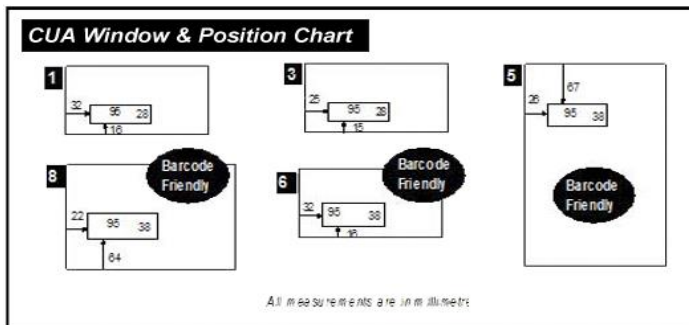 CUA Window & Position Chart
1
32
95 28
16
3
25
95 28
15
5
67
26
95 38
Barcode
Friendly
8
Barcode
Friendly
22
95 38
64
6
Barcode
Friendly
32
95 38
16
All measurements are in millimetre